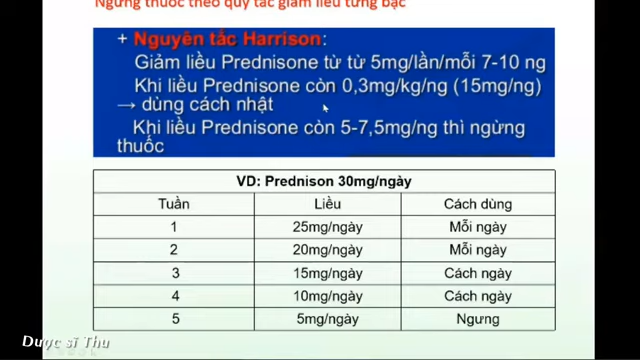 Ngừng thuốc theo quy tắc giảm liều từng bậc
+ Nguyên tắc Harrison:
Giảm liều Prednisone từ từ 5mg/lần/mỗi 7-10 ng
Khi liều Prednisone còn 0,3mg/kg/ng (15mg/ng)
→ dùng cách nhật
Khi liều Prednisone còn 5-7,5mg/ng thì ngừng
thuốc
VD: Prednison 30mg/ngày
Tuần Liều Cách dùng
1 25mg/ngày Mỗi ngày
2 20mg/ngày Mỗi ngày
3 15mg/ngày Cách ngày
4 10mg/ngày Cách ngày
5 5mg/ngày Ngưng
Dược sĩ Thu